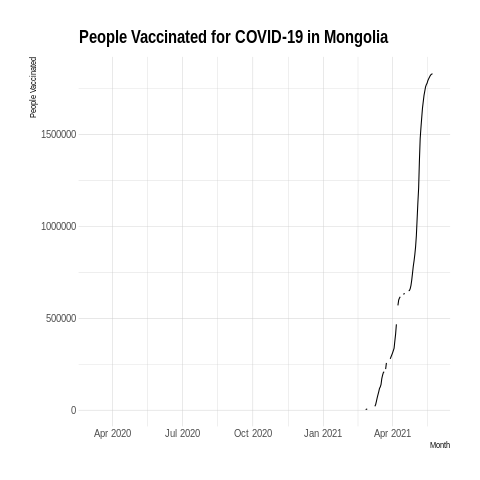 People Vaccinated for COVID-19 in Mongolia
People Vaccinated
1500000
1000000
500000
0
Apr 2020 Jul 2020 Oct 2020 Jan 2021 Apr 2021
Month